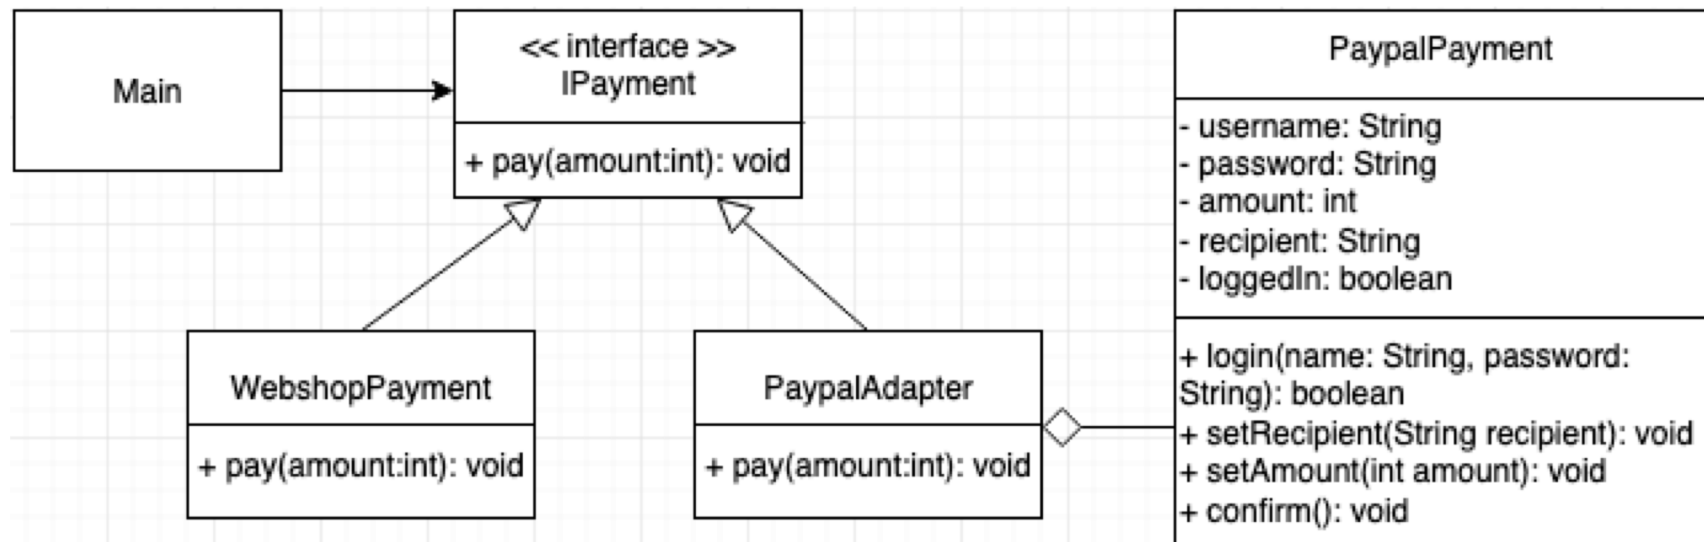 Main
<< interface >>
IPayment
+ pay(amount:int): void
WebshopPayment
+ pay(amount:int): void
PaypalAdapter
+ pay(amount:int): void
PaypalPayment
- username: String
- password: String
- amount: int
- recipient: String
- loggedIn: boolean
+ login(name: String, password:
String): boolean
+ setRecipient(String recipient): void
+ setAmount(int amount): void
+ confirm(): void